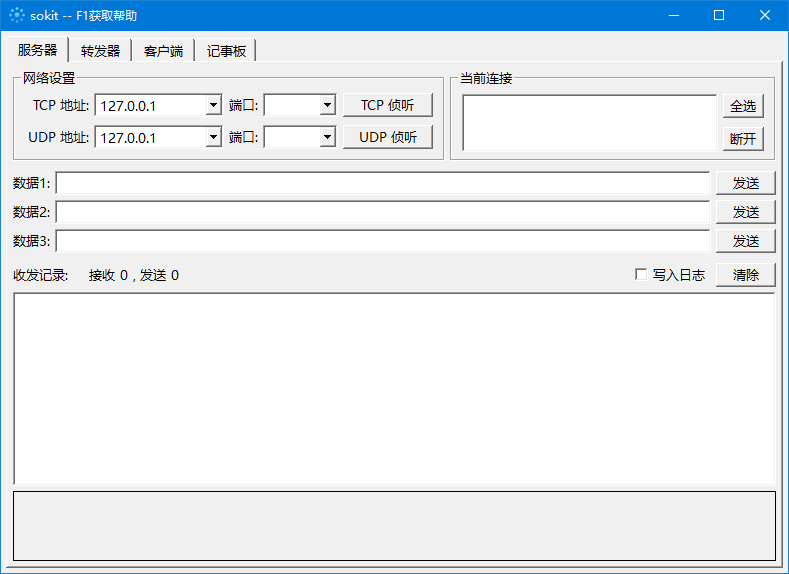 sokit -- F1获取帮助
服务器 转发器 客户端 记事板
网络设置 当前连接
TCP 地址: 127.0.0.1 端口: TCP 侦听 全选
UDP 地址: 127.0.0.1 端口: UDP 侦听 断开
数据1: 发送
数据2: 发送
数据3: 发送
收发记录: 接收 0 , 发送 0 写入日志 清除